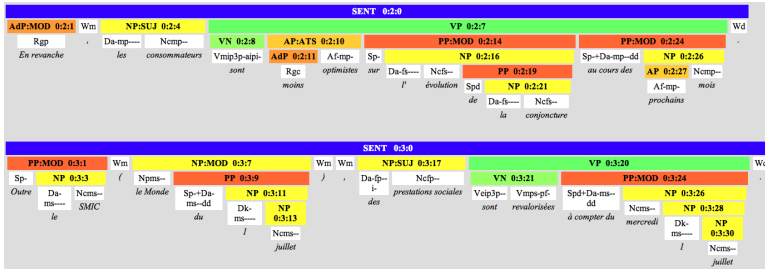 SENT 0:2:0
AdP:MOD 0:2:1 Wm NP:SUJ 0:2:4 VP 0:2:7 Wd
Rgp , Da-mp---- Ncmp-- VN 0:2:8 AP:ATS 0:2:10 PP:MOD 0:2:14 PP:MOD 0:2:24 .
En revanche les consommateurs Vmip3p-aipi- AdP 0:2:11 Af-mp- Sp- NP 0:2:16 Sp-+Da-mp--dd NP 0:2:26
sont Rgc optimistes sur Da-fs---- Ncfs-- PP 0:2:19 au cours des AP 0:2:27 Ncmp--
moins l' évolution Spd NP 0:2:21 Af-mp- mois
de Da-fs---- Ncfs-- prochains
la conjoncture
SENT 0:3:0
PP:MOD 0:3:1 Wm NP:MOD 0:3:7 Wm Wm NP:SUJ 0:3:17 VP 0:3:20 Wd
Sp- NP 0:3:3 ( Npms-- PP 0:3:9 ) , Da-fp-- Ncfp-- VN 0:3:21 PP:MOD 0:3:24 .
Outre Da- Ncms-- le Monde Sp-+Da- NP 0:3:11 i- prestations sociales Veip3p-- Vmps-pf- Spd+Da-ms-- NP 0:3:26
ms---- SMIC ms--dd Dk- NP des sont revalorisées dd Ncms-- NP 0:3:28
le du ms---- 0:3:13 à compter du mercredi Dk- NP
1 Ncms-- ms---- 0:3:30
juillet 1 Ncms--
juillet